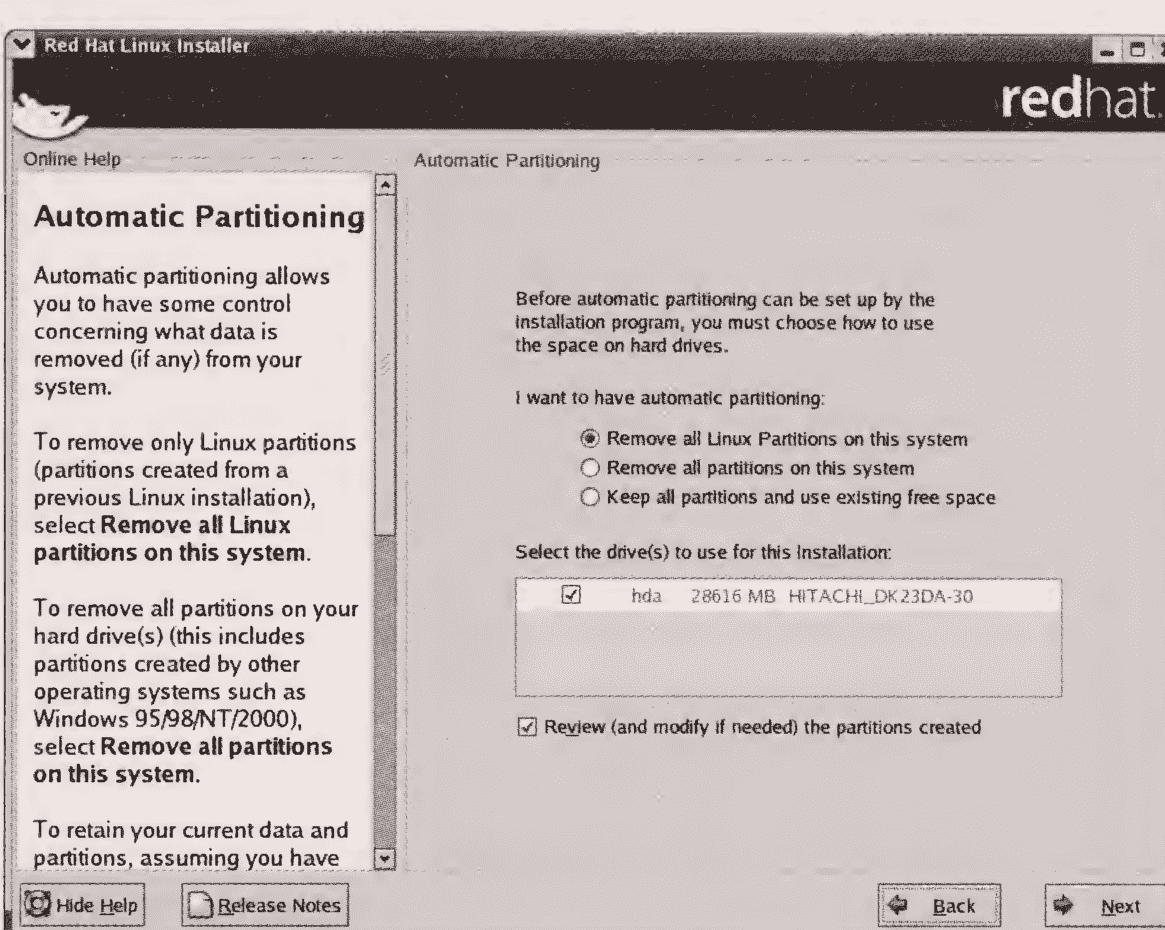 Red Hat Linux Installer
redhat.
Online Help
Automatic Partitioning
Automatic partitioning allows
you to have some control
concerning what data is
removed (if any) from your
system.
To remove only Linux partitions
(partitions created from a
previous Linux installation),
select Remove all Linux
partitions on this system.
To remove all partitions on your
hard drive(s) (this includes
partitions created by other
operating systems such as
Windows 95/98/NT/2000),
select Remove all partitions
on this system.
To retain your current data and
partitions, assuming you have
Automatic Partitioning
Before automatic partitioning can be set up by the
installation program, you must choose how to use
the space on hard drives.
I want to have automatic partitioning:
Remove all Linux Partitions on this system
Remove all partitions on this system
Keep all partitions and use existing free space
Select the drive(s) to use for this installation:
hda 28616 MB HITACHI_DK23DA-30
Review (and modify if needed) the partitions created
Hide Help
Release Notes
Back
Next